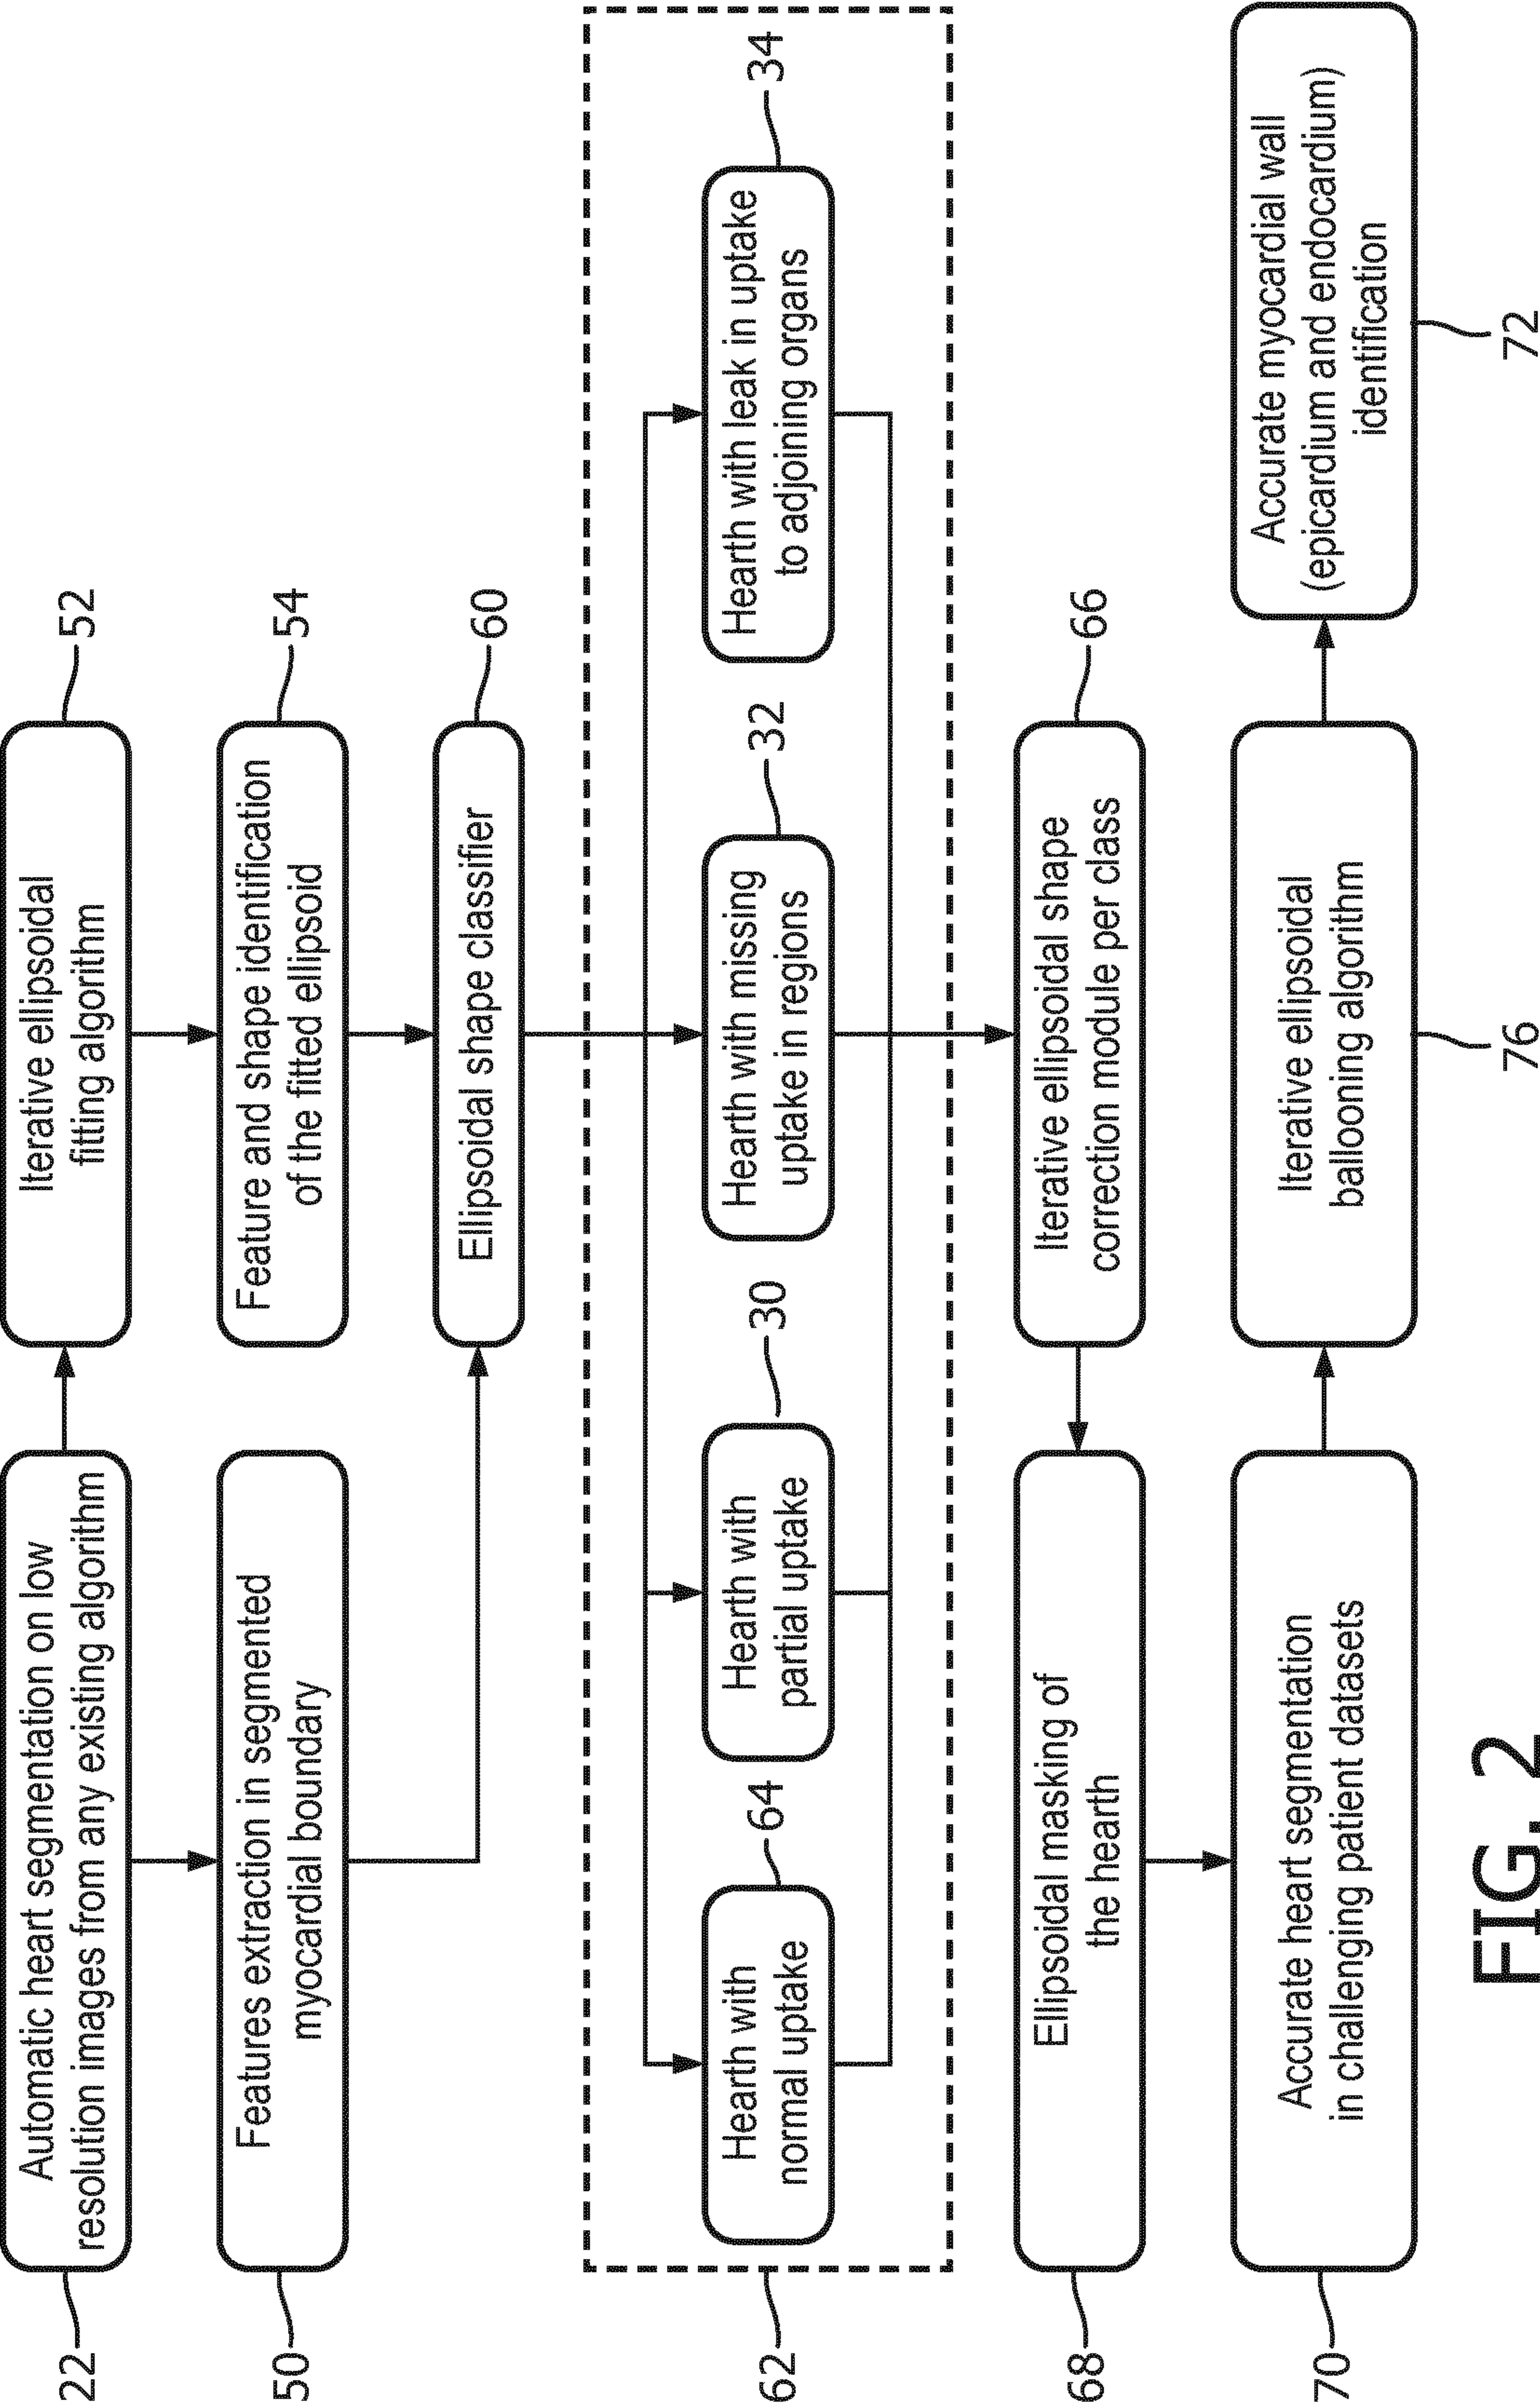 22
Automatic heart segmentation on low
resolution images from any existing algorithm
Iterative ellipsoidal
fitting algorithm
52
50
Features extraction in segmented
myocardial boundary
Feature and shape identification
of the fitted ellipsoid
54
Ellipsoidal shape classifier
60
62
Hearth with
normal uptake
64
Hearth with
partial uptake
30
Hearth with missing
uptake in regions
32
Hearth with leak in uptake
to adjoining organs
34
68
Ellipsoidal masking of
the hearth
Iterative ellipsoidal shape
correction module per class
66
70
Accurate heart segmentation
in challenging patient datasets
Iterative ellipsoidal
ballooning algorithm
76
Accurate myocardial wall
(epicardium and endocardium)
identification
72
FIG. 2